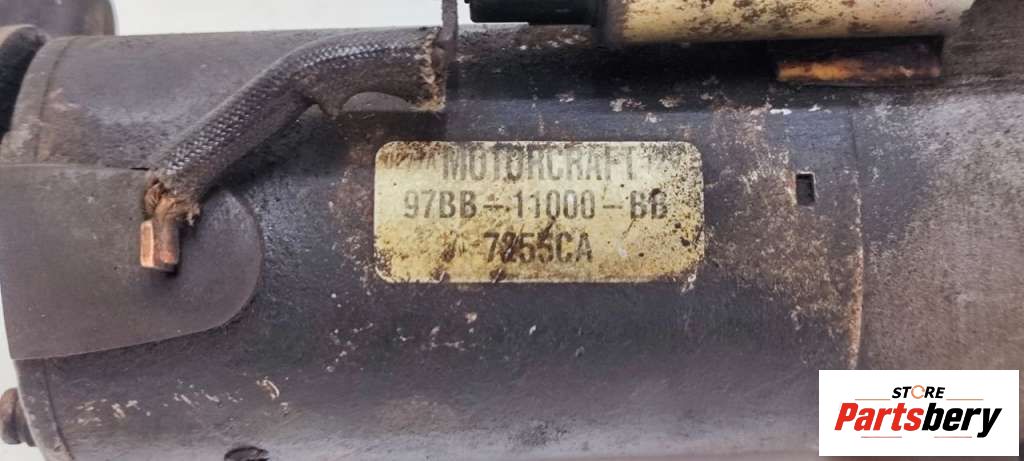 MOTORCRAFT
97BB-11000-BB
7255CA
STORE
Partsbery